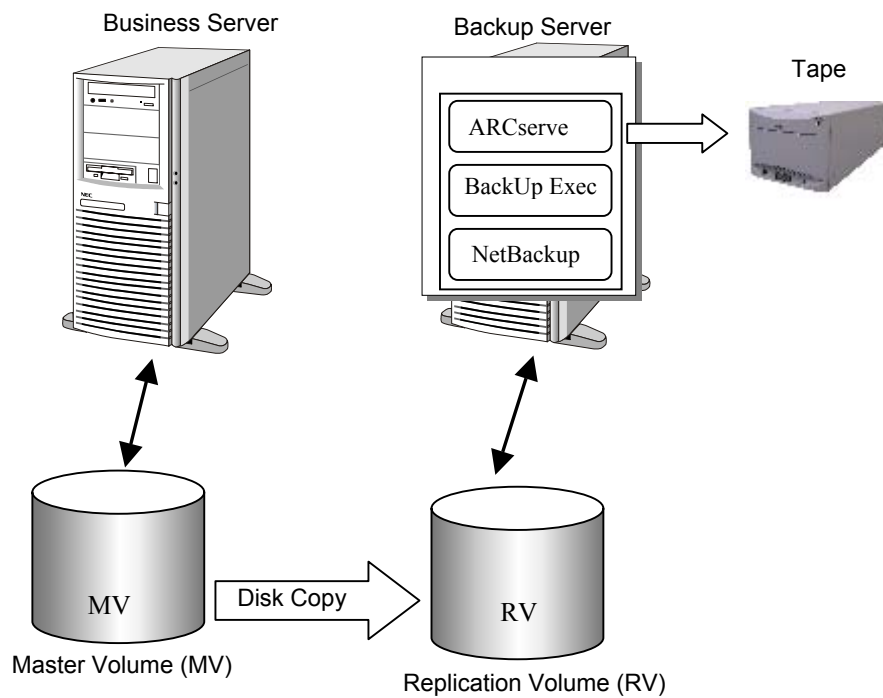 Business Server
Backup Server
Tape
ARCserve
BackUp Exec
NetBackup
NEC
MV
Disk Copy
RV
Master Volume (MV)
Replication Volume (RV)